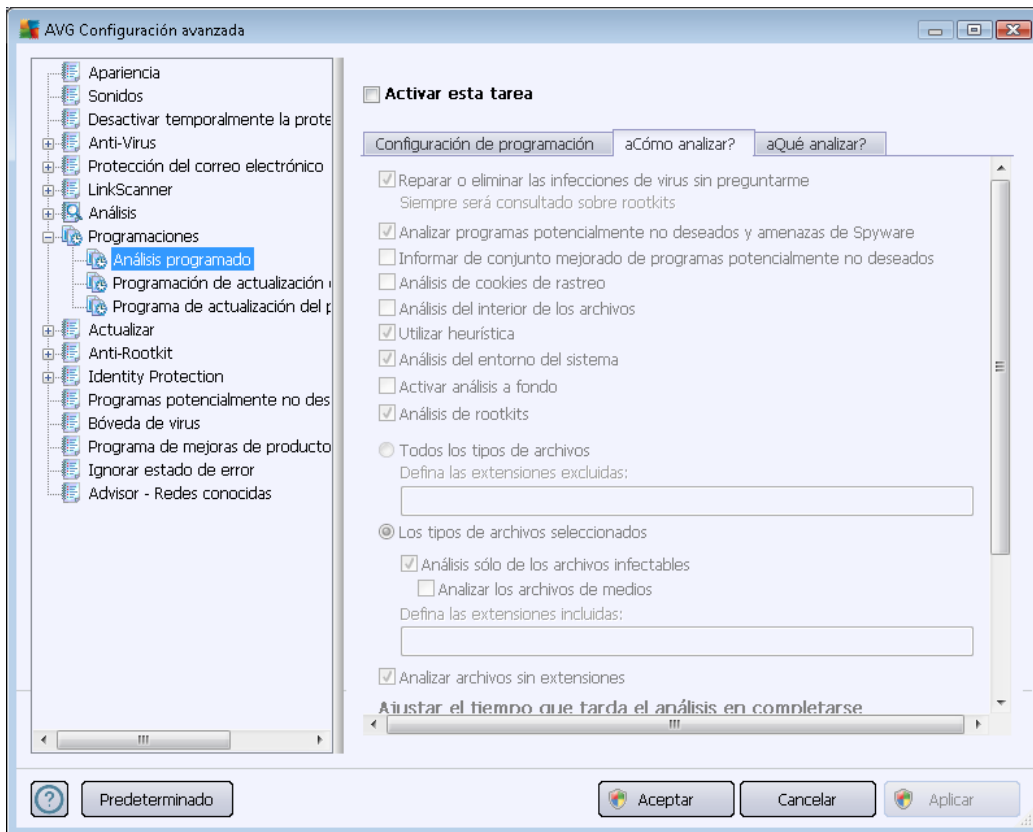 AVG Configuración avanzada
Apariencia
Sonidos
Desactivar temporalmente la prote
Anti-Virus
Protección del correo electrónico
LinkScanner
Análisis
Programaciones
Análisis programado
Programación de actualización
Programa de actualización del p
Actualizar
Anti-Rootkit
Identity Protection
Programas potencialmente no des
Bóveda de virus
Programa de mejoras de producto
Ignorar estado de error
Advisor - Redes conocidas
Activar esta tarea
Configuración de programación
aCómo analizar?
aQué analizar?
Reparar o eliminar las infecciones de virus sin preguntarme
Siempre será consultado sobre rootkits
Analizar programas potencialmente no deseados y amenazas de Spyware
Informar de conjunto mejorado de programas potencialmente no deseados
Análisis de cookies de rastreo
Análisis del interior de los archivos
Utilizar heurística
Análisis del entorno del sistema
Activar análisis a fondo
Análisis de rootkits
Todos los tipos de archivos
Defina las extensiones excluidas:
Los tipos de archivos seleccionados
Análisis sólo de los archivos infectables
Analizar los archivos de medios
Defina las extensiones incluidas:
Analizar archivos sin extensiones
Ajustar el tiempo que tarda el análisis en completarse
?
Predeterminado
Aceptar
Cancelar
Aplicar